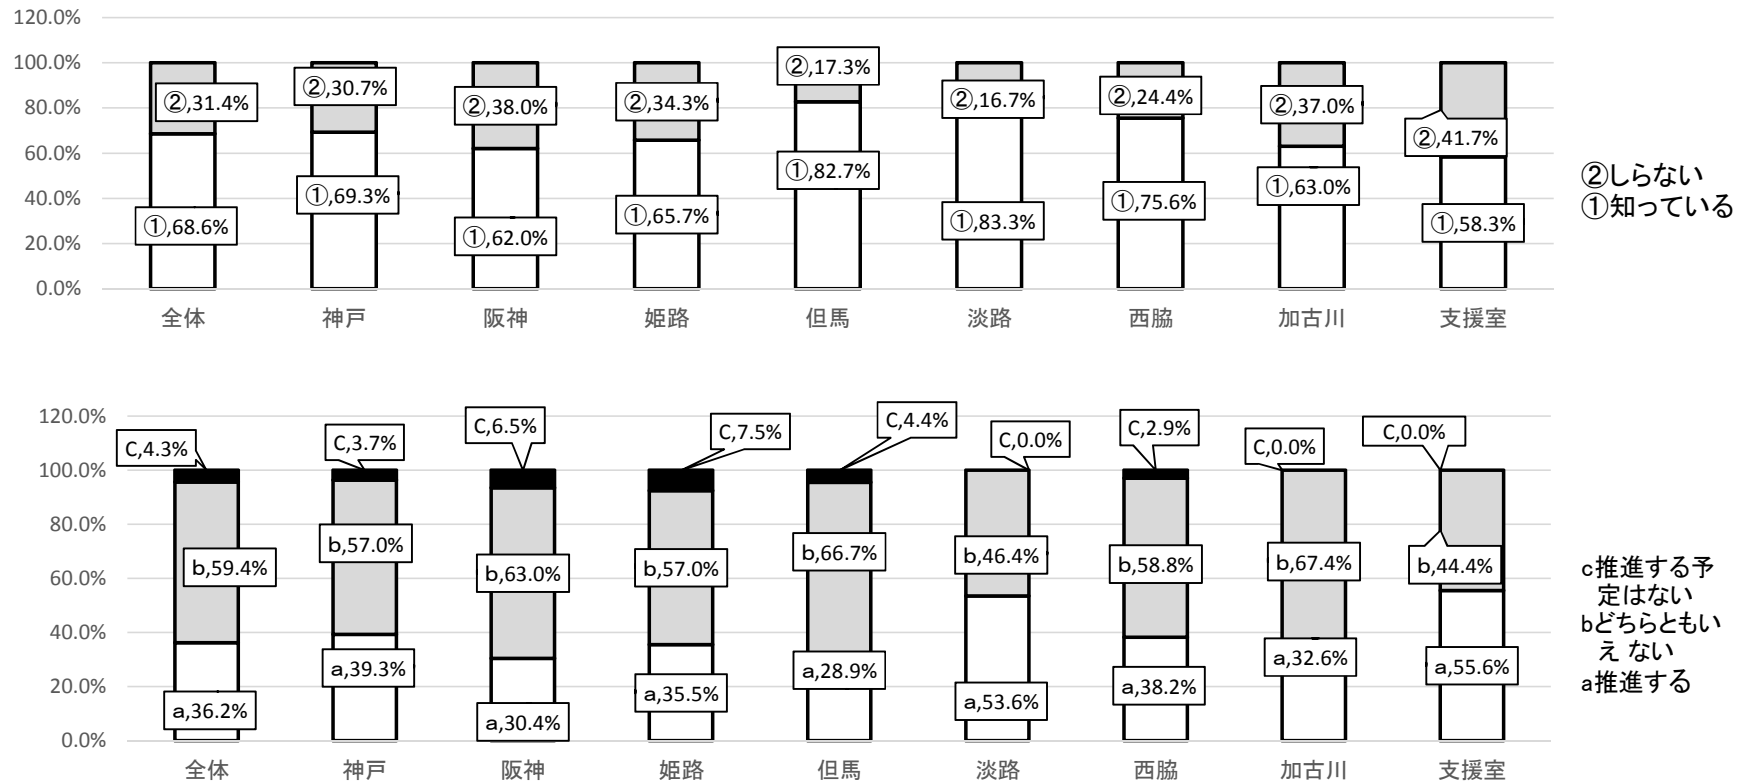 120.0%
100.0%
80.0%
60.0%
40.0%
20.0%
0.0%
②,31.4%
②,30.7%
②,38.0%
②,34.3%
②,17.3%
②,16.7%
②,24.4%
②,37.0%
②,41.7%
①,68.6%
①,69.3%
①,62.0%
①,65.7%
①,82.7%
①,83.3%
①,75.6%
①,63.0%
①,58.3%
全体
神戸
阪神
姫路
但馬
淡路
西脇
加古川
支援室
②しらない
①知っている
120.0%
100.0%
80.0%
60.0%
40.0%
20.0%
0.0%
C,4.3%
C,3.7%
C,6.5%
C,7.5%
C,4.4%
C,0.0%
C,2.9%
C,0.0%
C,0.0%
b,59.4%
b,57.0%
b,63.0%
b,57.0%
b,66.7%
b,46.4%
b,58.8%
b,67.4%
b,44.4%
a,36.2%
a,39.3%
a,30.4%
a,35.5%
a,28.9%
a,53.6%
a,38.2%
a,32.6%
a,55.6%
全体
神戸
阪神
姫路
但馬
淡路
西脇
加古川
支援室
c推進する予
定はない
bどちらともい
え ない
a推進する